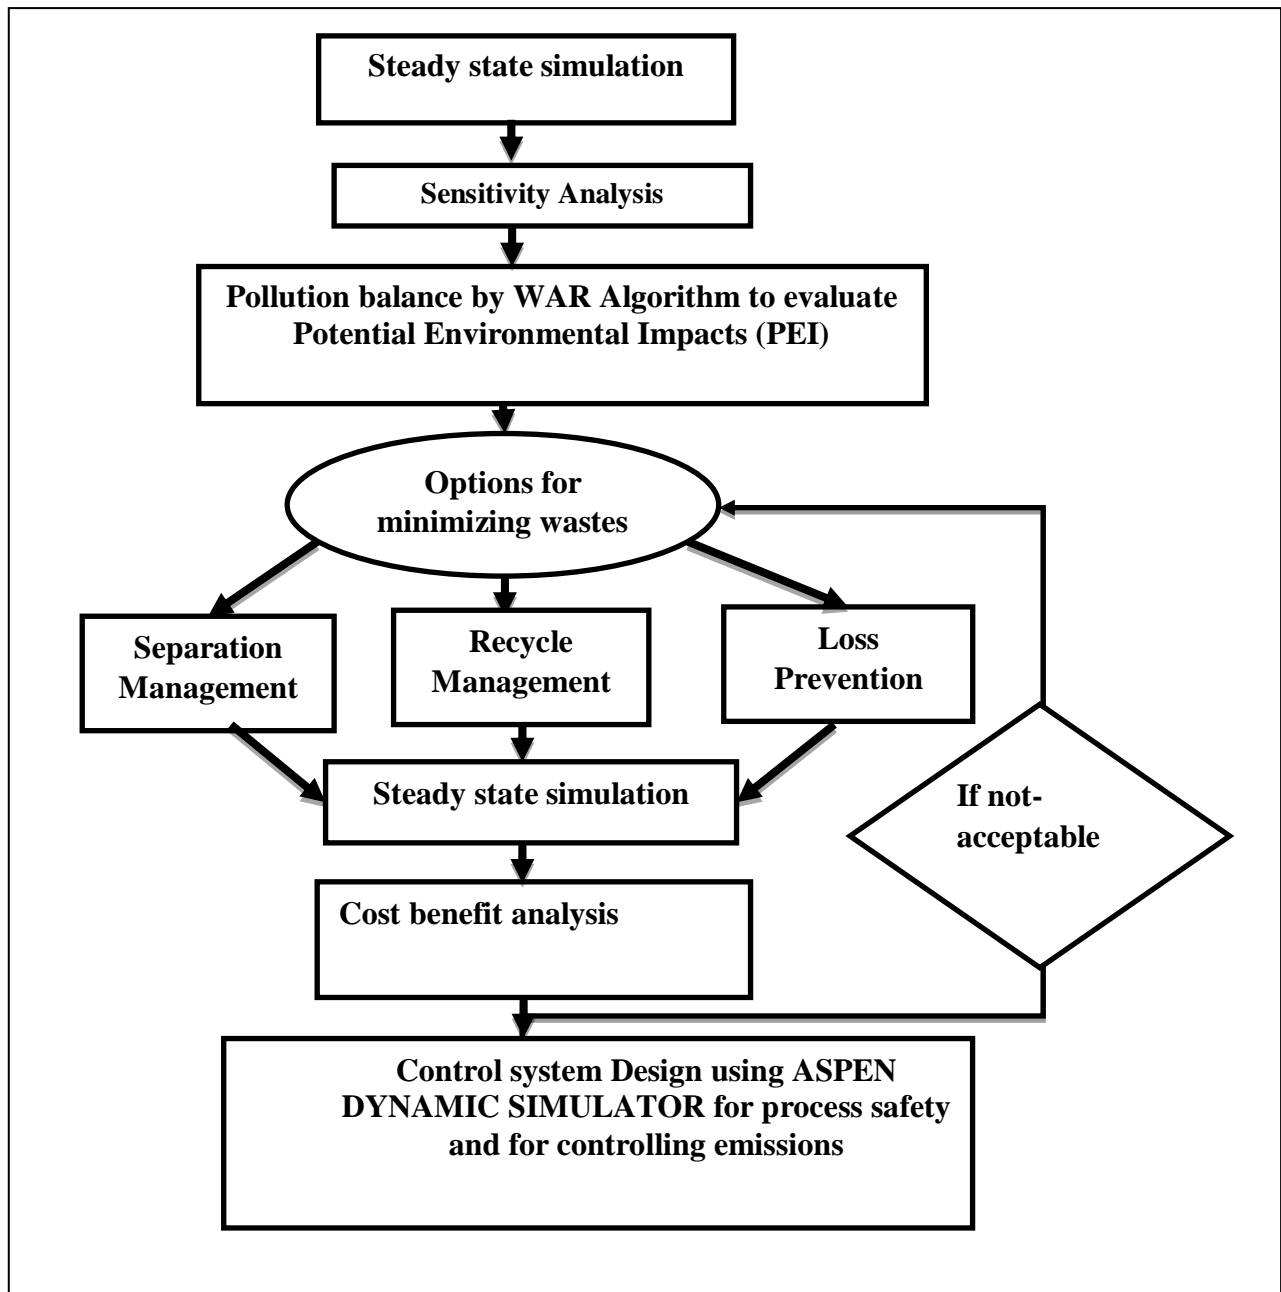 Steady state simulation
Sensitivity Analysis
Pollution balance by WAR Algorithm to evaluate
Potential Environmental Impacts (PEI)
Options for
minimizing wastes
Separation
Management
Recycle
Management
Loss
Prevention
Steady state simulation
If not-
acceptable
Cost benefit analysis
Control system Design using ASPEN
DYNAMIC SIMULATOR for process safety
and for controlling emissions